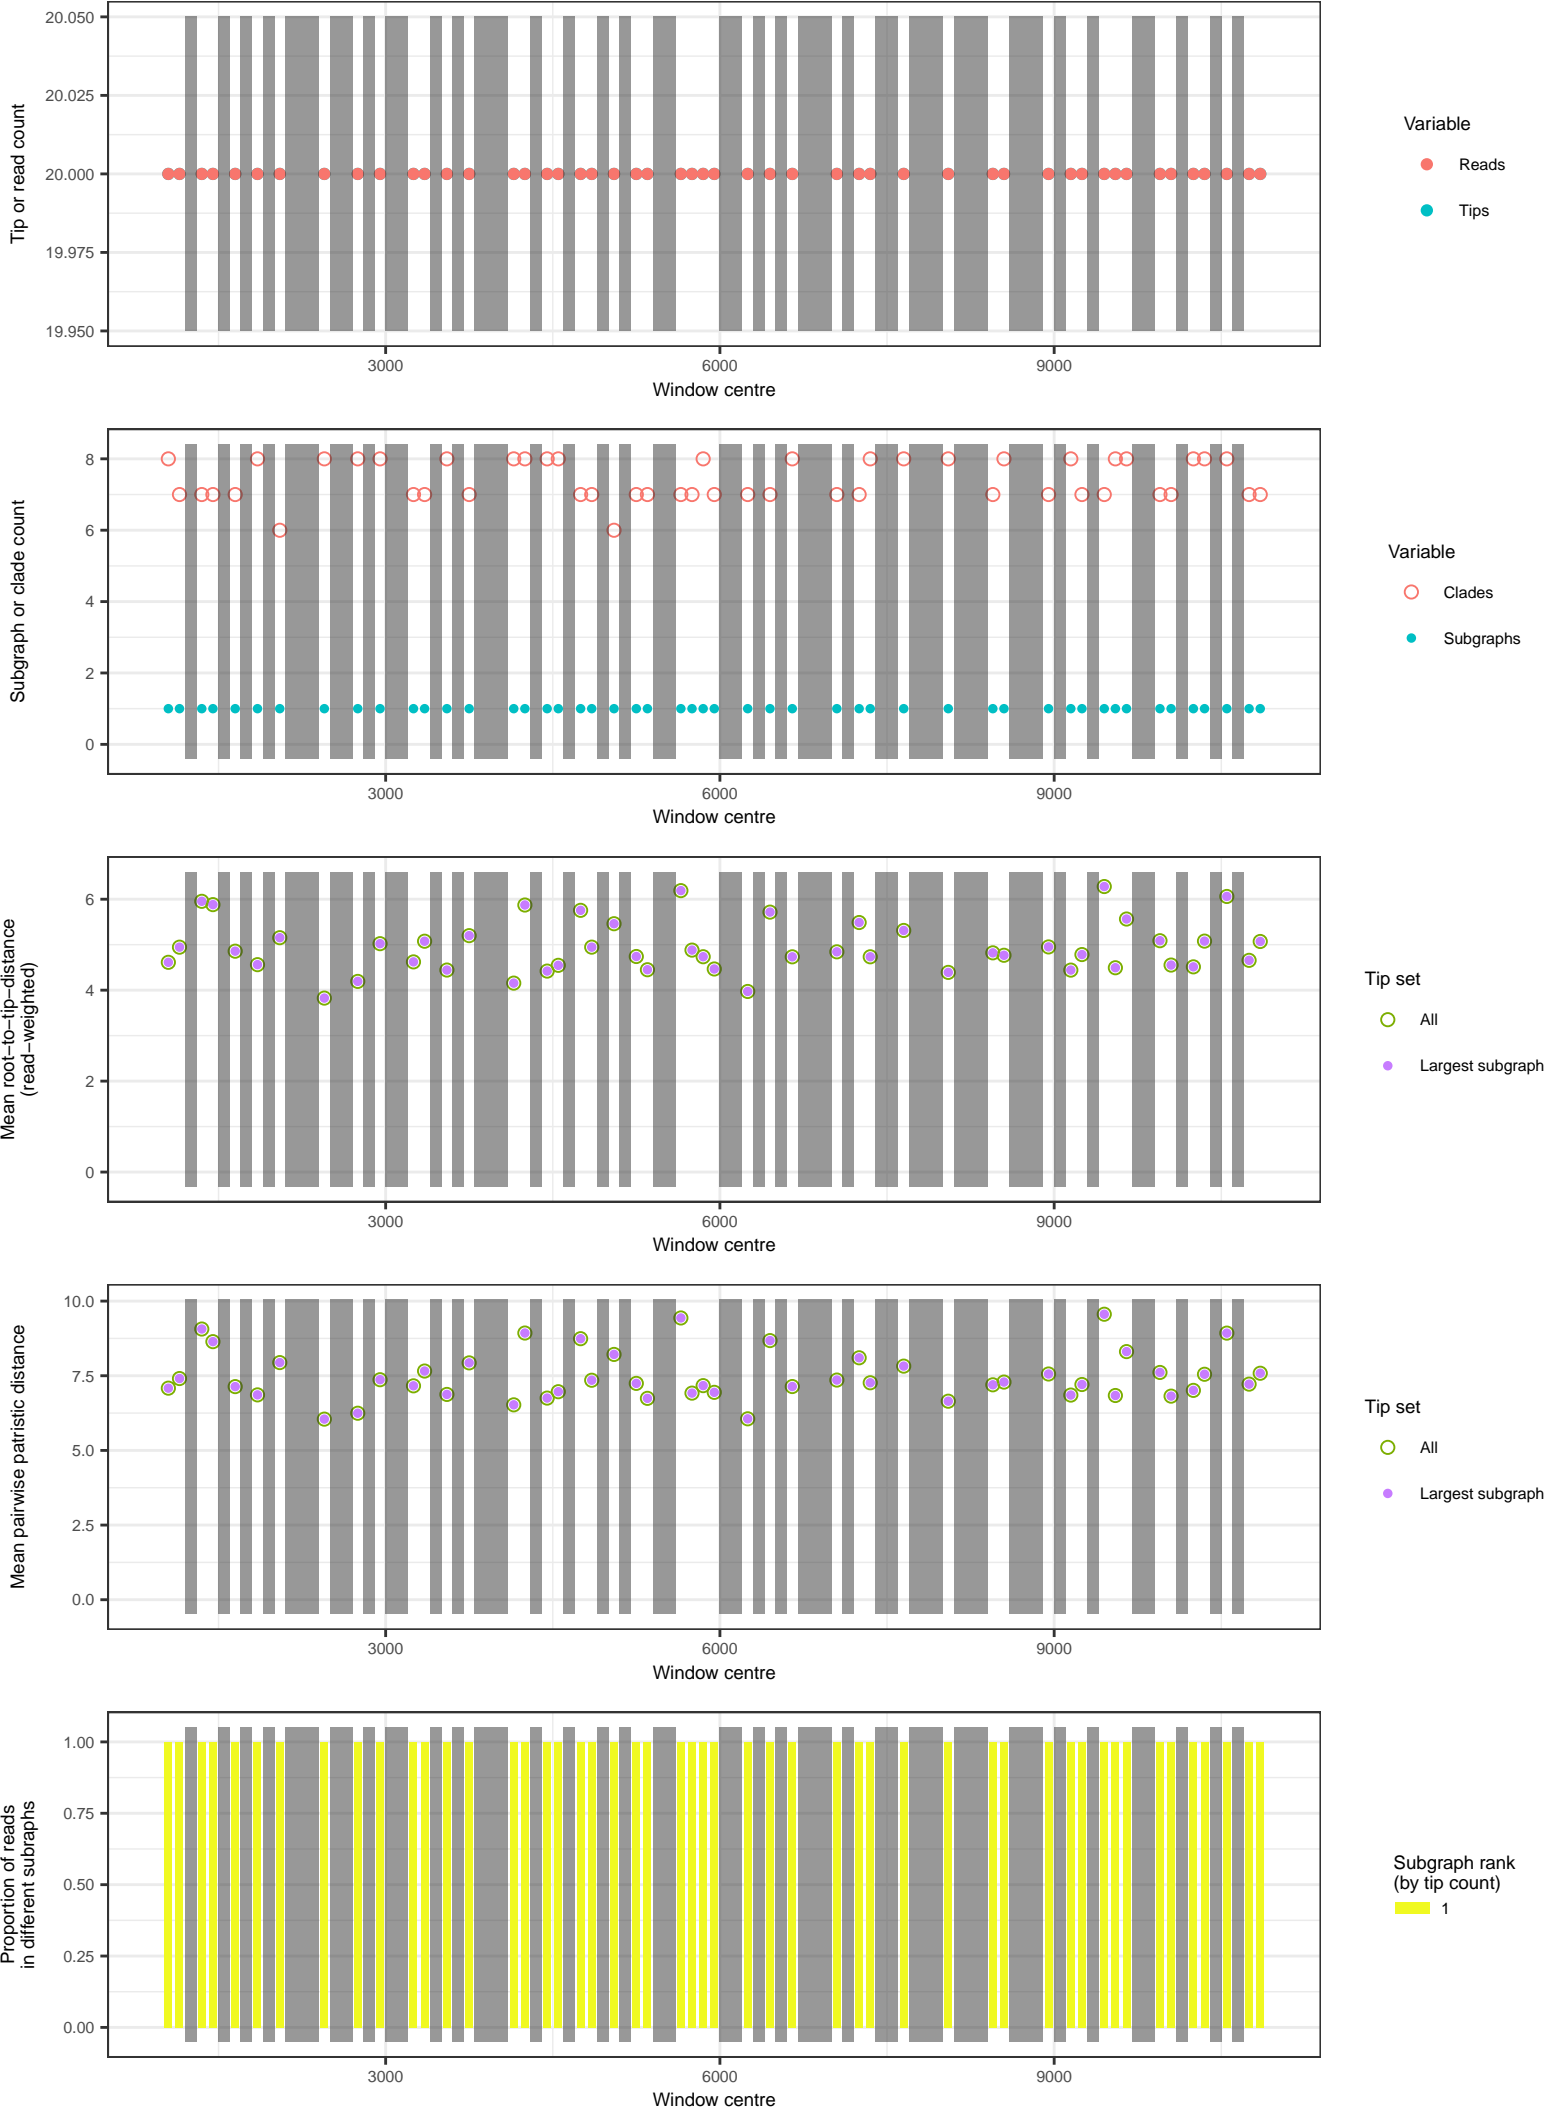 20.050
20.025
20.000
19.975
19.950
Tip or read count
3000 6000 9000
Window centre
Variable
Reads
Tips
8
6
4
2
0
Subgraph or clade count
3000 6000 9000
Window centre
Variable
Clades
Subgraphs
6
4
2
0
Mean root−to−tip−distance
(read−weighted)
3000 6000 9000
Window centre
Tip set
All
Largest subgraph
10.0
7.5
5.0
2.5
0.0
Mean pairwise patristic distance
3000 6000 9000
Window centre
Tip set
All
Largest subgraph
1.00
0.75
0.50
0.25
0.00
Proportion of reads
in different subraphs
3000 6000 9000
Window centre
Subgraph rank
(by tip count)
1